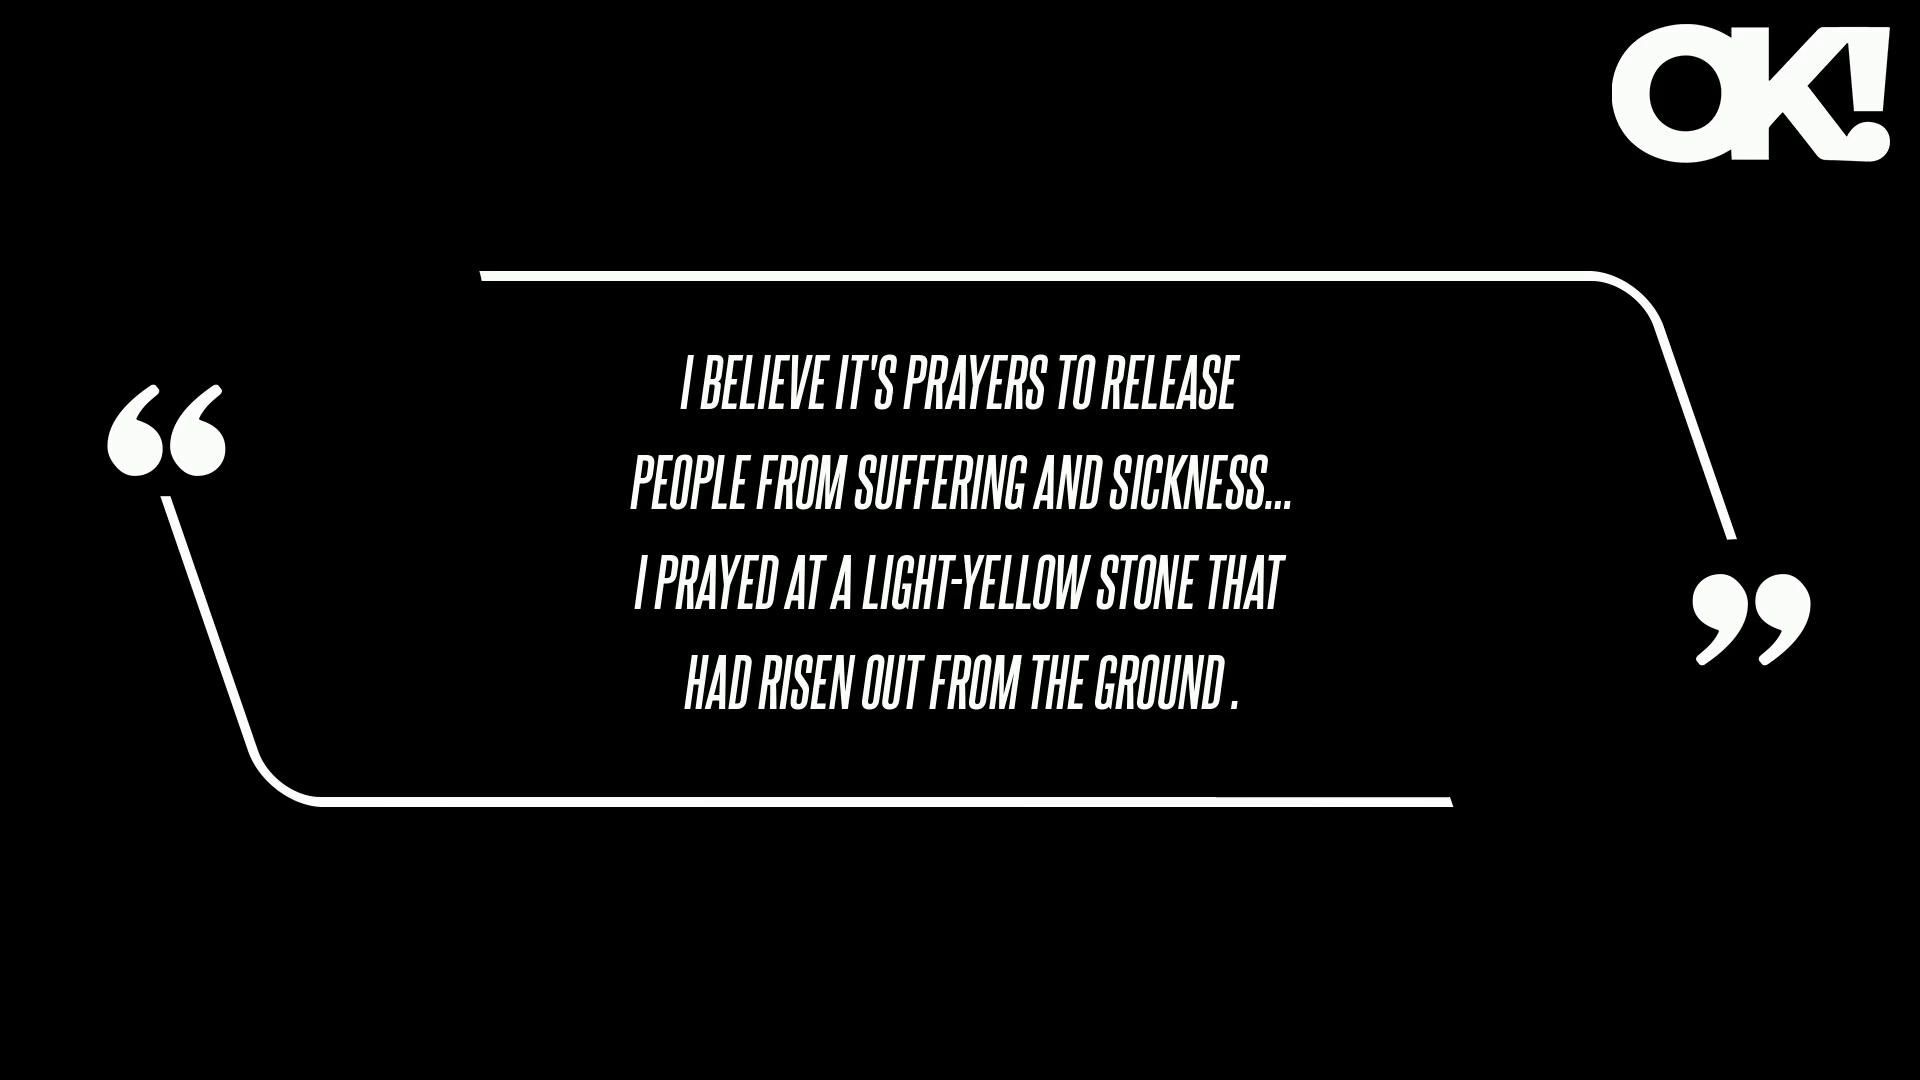 OK!
“
I BELIEVE IT'S PRAYERS TO RELEASE
PEOPLE FROM SUFFERING AND SICKNESS...
I PRAYED AT A LIGHT-YELLOW STONE THAT
HAD RISEN OUT FROM THE GROUND .
”